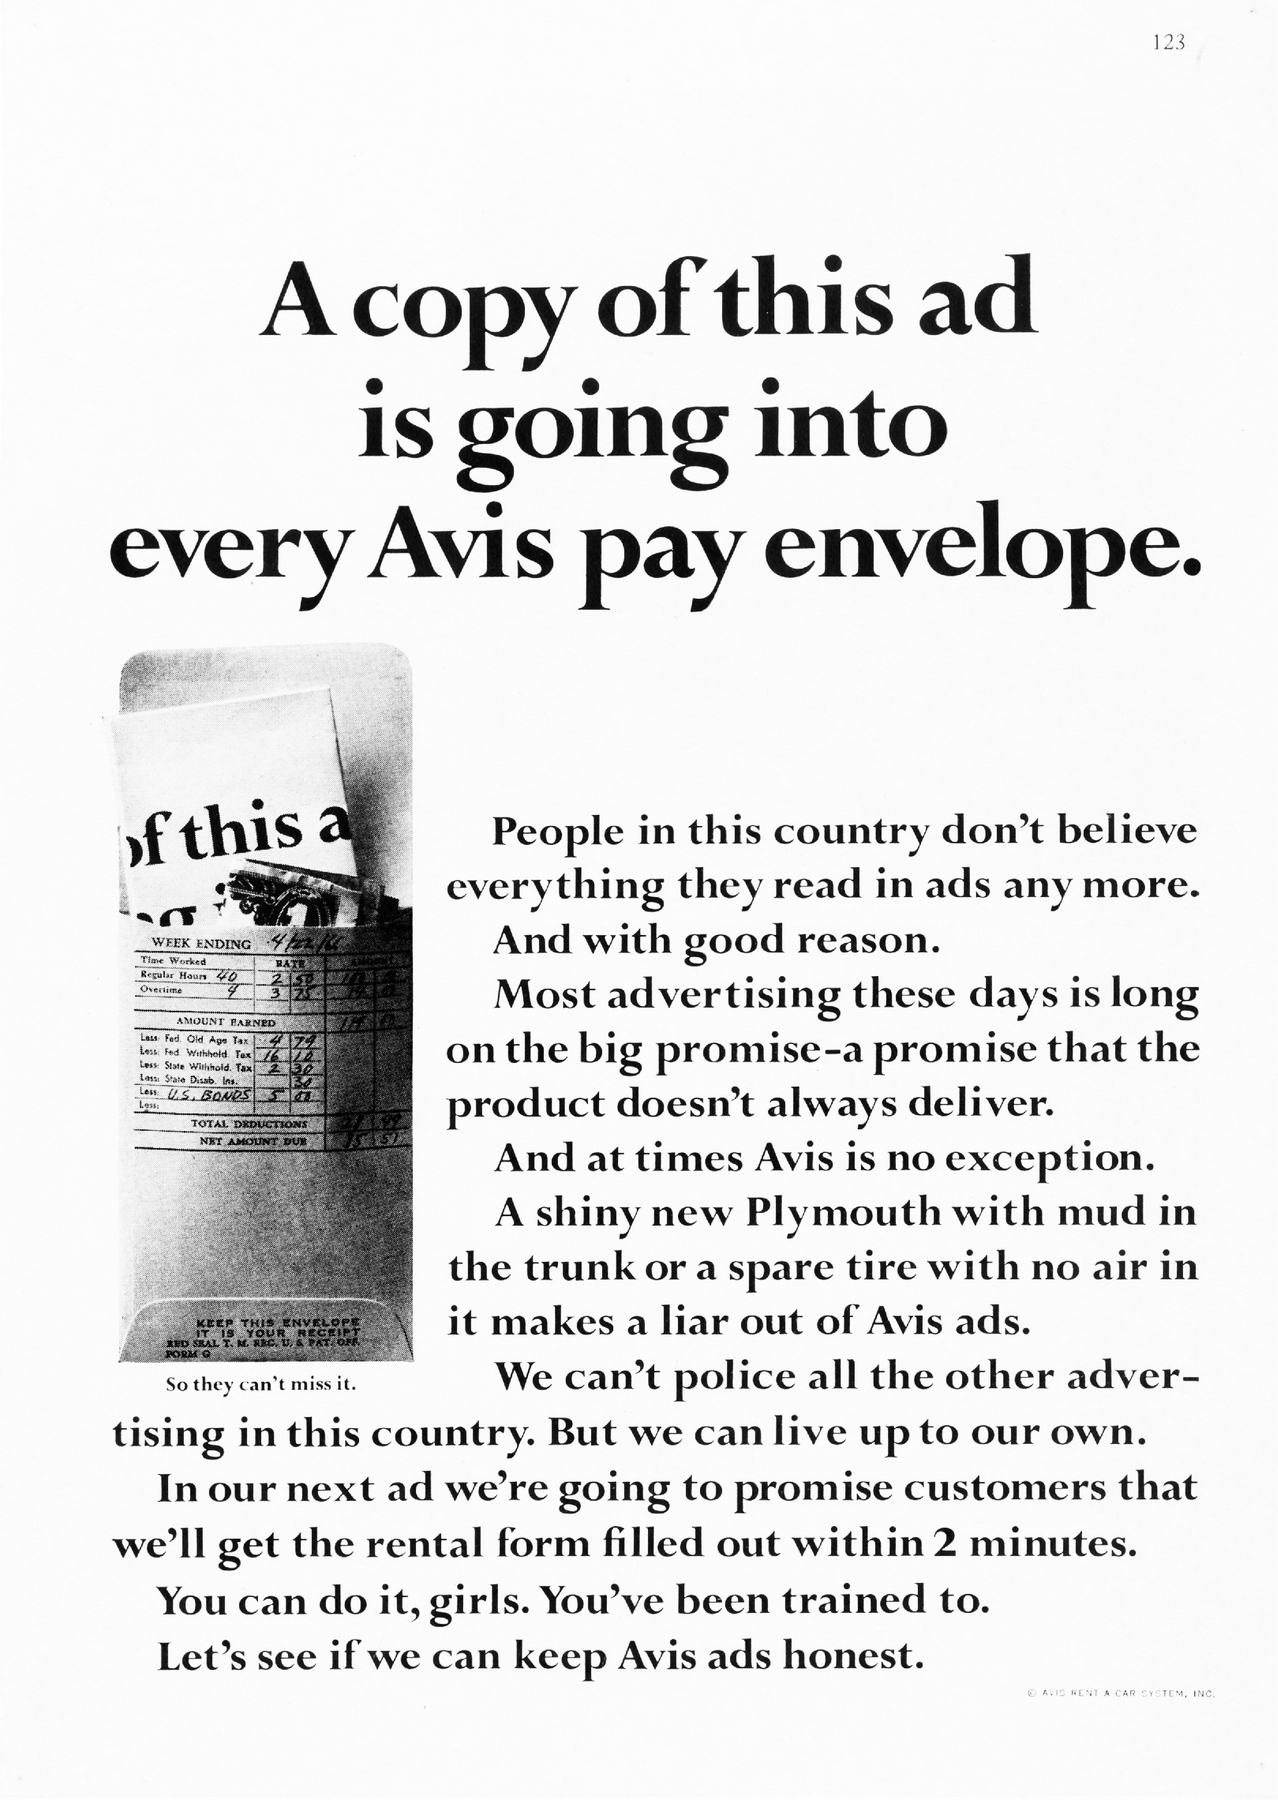 123
A copy of this ad
is going into
every Avis pay envelope.
of this a
WEEK ENDING 4/22/66
Time Worked RATE AMOUNT
Regular Hours 40 2 50
Overtime 4 3 75
AMOUNT EARNED
Less: Fed. Old Age Tax 4 79
Less: Fed. Withhold. Tax 16 10
Less: State Withhold. Tax 2 30
Less: State Disab. Ins. 30
Less: U.S. BONDS 5 00
Less:
TOTAL DEDUCTIONS
NET AMOUNT DUE
KEEP THIS ENVELOPE
IT IS YOUR RECEIPT
RED SEAL T. M. REG. U. S. PAT. OFF.
FORM G
So they can't miss it.
People in this country don't believe
everything they read in ads any more.
And with good reason.
Most advertising these days is long
on the big promise-a promise that the
product doesn't always deliver.
And at times Avis is no exception.
A shiny new Plymouth with mud in
the trunk or a spare tire with no air in
it makes a liar out of Avis ads.
We can't police all the other adver-
tising in this country. But we can live up to our own.
In our next ad we're going to promise customers that
we'll get the rental form filled out within 2 minutes.
You can do it, girls. You've been trained to.
Let's see if we can keep Avis ads honest.
© AVIS RENT A CAR SYSTEM, INC.